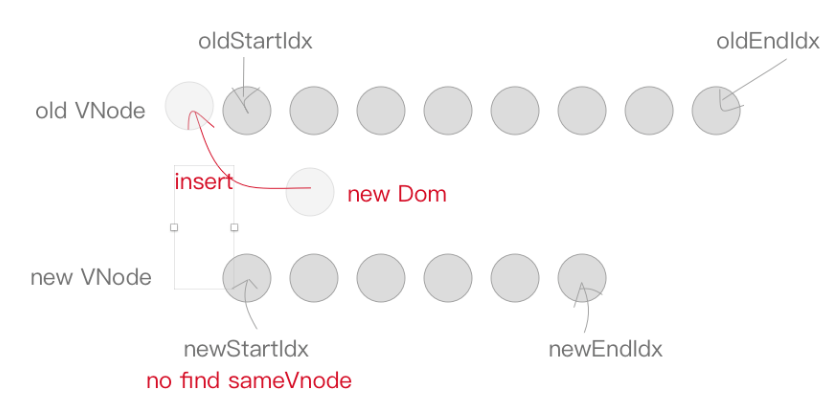 oldStartIdx
oldEndIdx
old VNode
insert
new Dom
new VNode
newStartIdx
newEndIdx
no find sameVnode